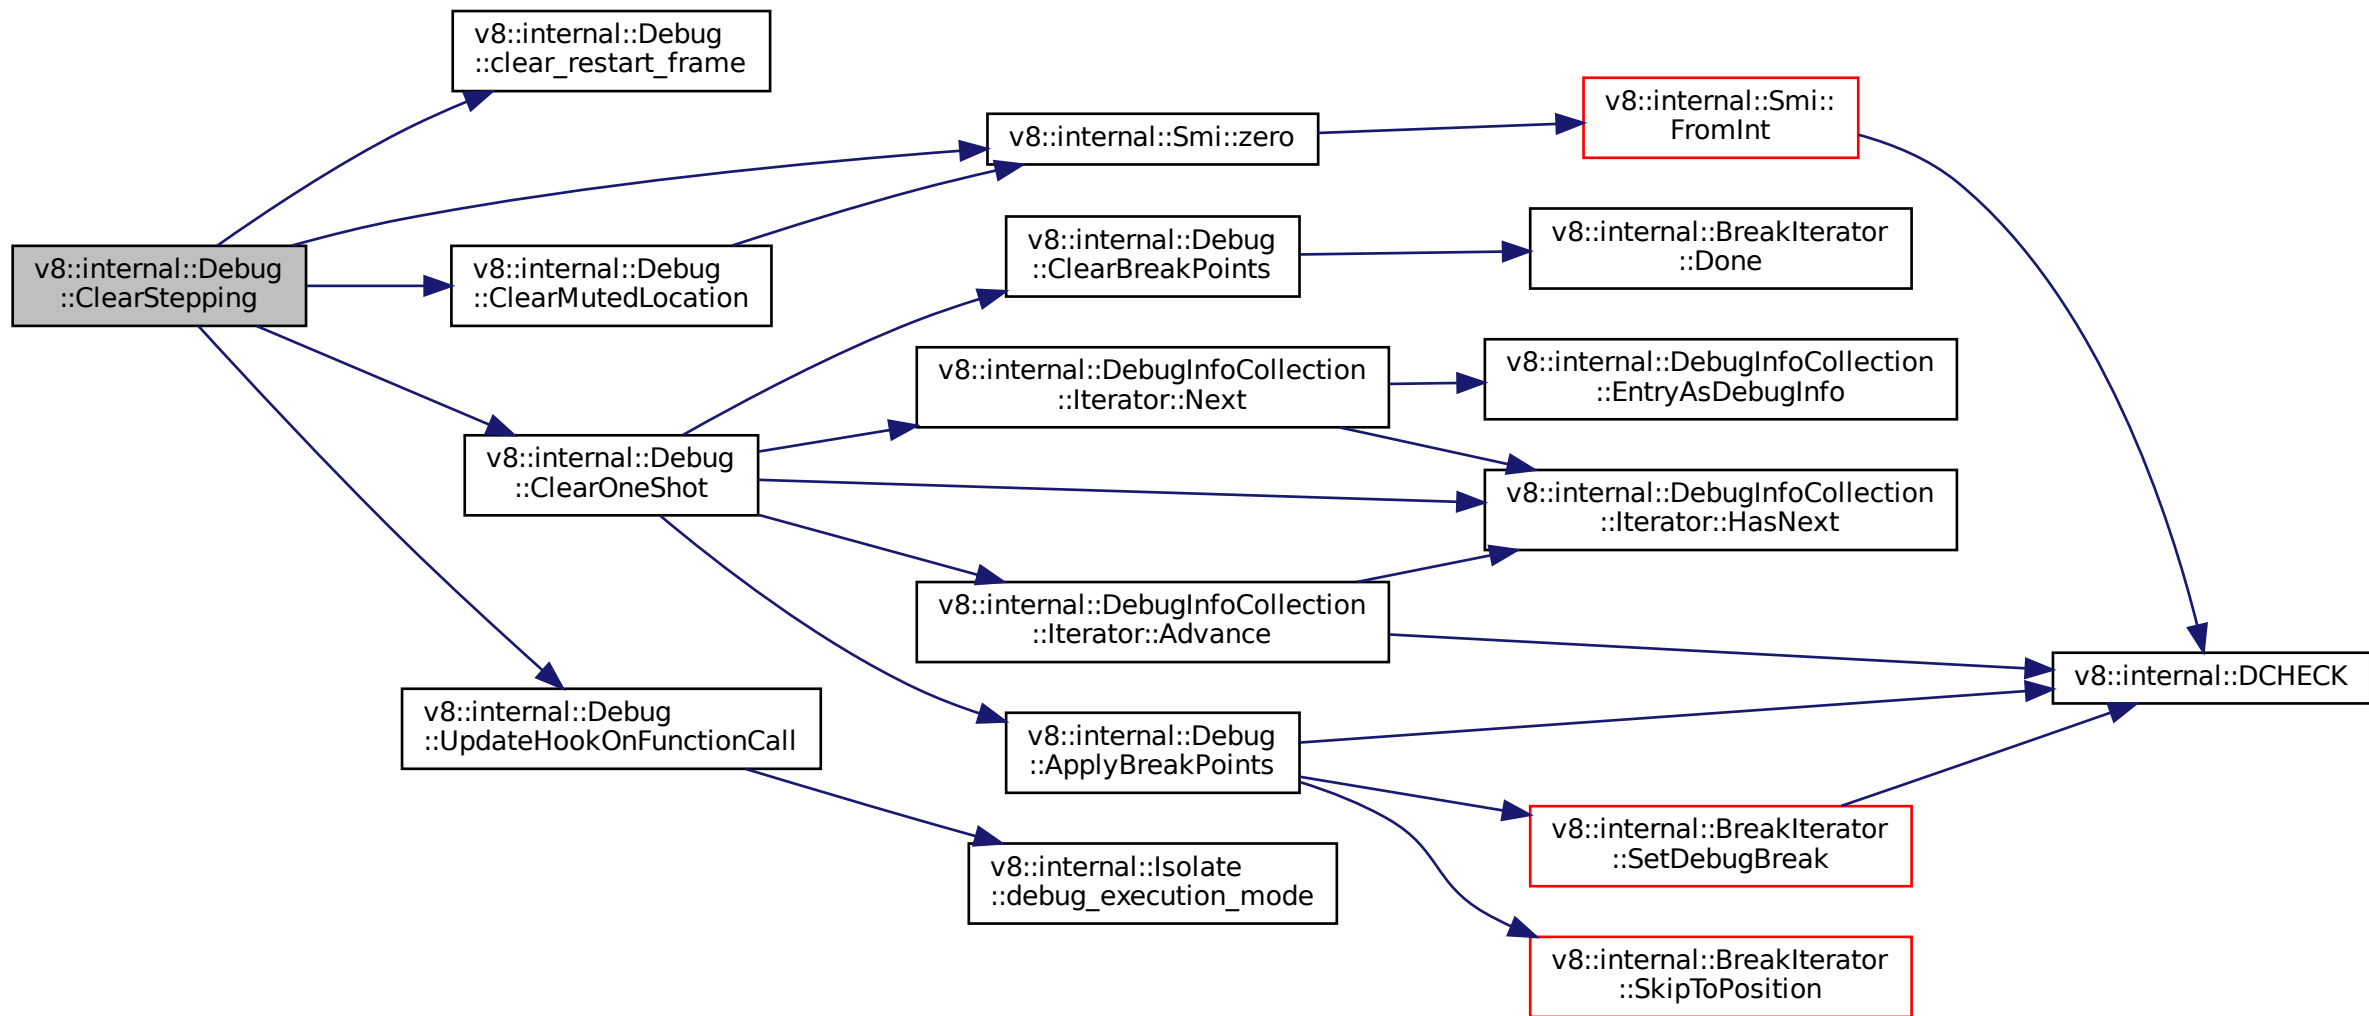 v8::internal::Debug
::ClearStepping
v8::internal::Debug
::clear_restart_frame
v8::internal::Smi::zero
v8::internal::Smi::
FromInt
v8::internal::Debug
::ClearMutedLocation
v8::internal::Debug
::ClearOneShot
v8::internal::Debug
::ClearBreakPoints
v8::internal::BreakIterator
::Done
v8::internal::DebugInfoCollection
::Iterator::Next
v8::internal::DebugInfoCollection
::EntryAsDebugInfo
v8::internal::DebugInfoCollection
::Iterator::HasNext
v8::internal::DebugInfoCollection
::Iterator::Advance
v8::internal::DCHECK
v8::internal::Debug
::ApplyBreakPoints
v8::internal::BreakIterator
::SetDebugBreak
v8::internal::BreakIterator
::SkipToPosition
v8::internal::Debug
::UpdateHookOnFunctionCall
v8::internal::Isolate
::debug_execution_mode